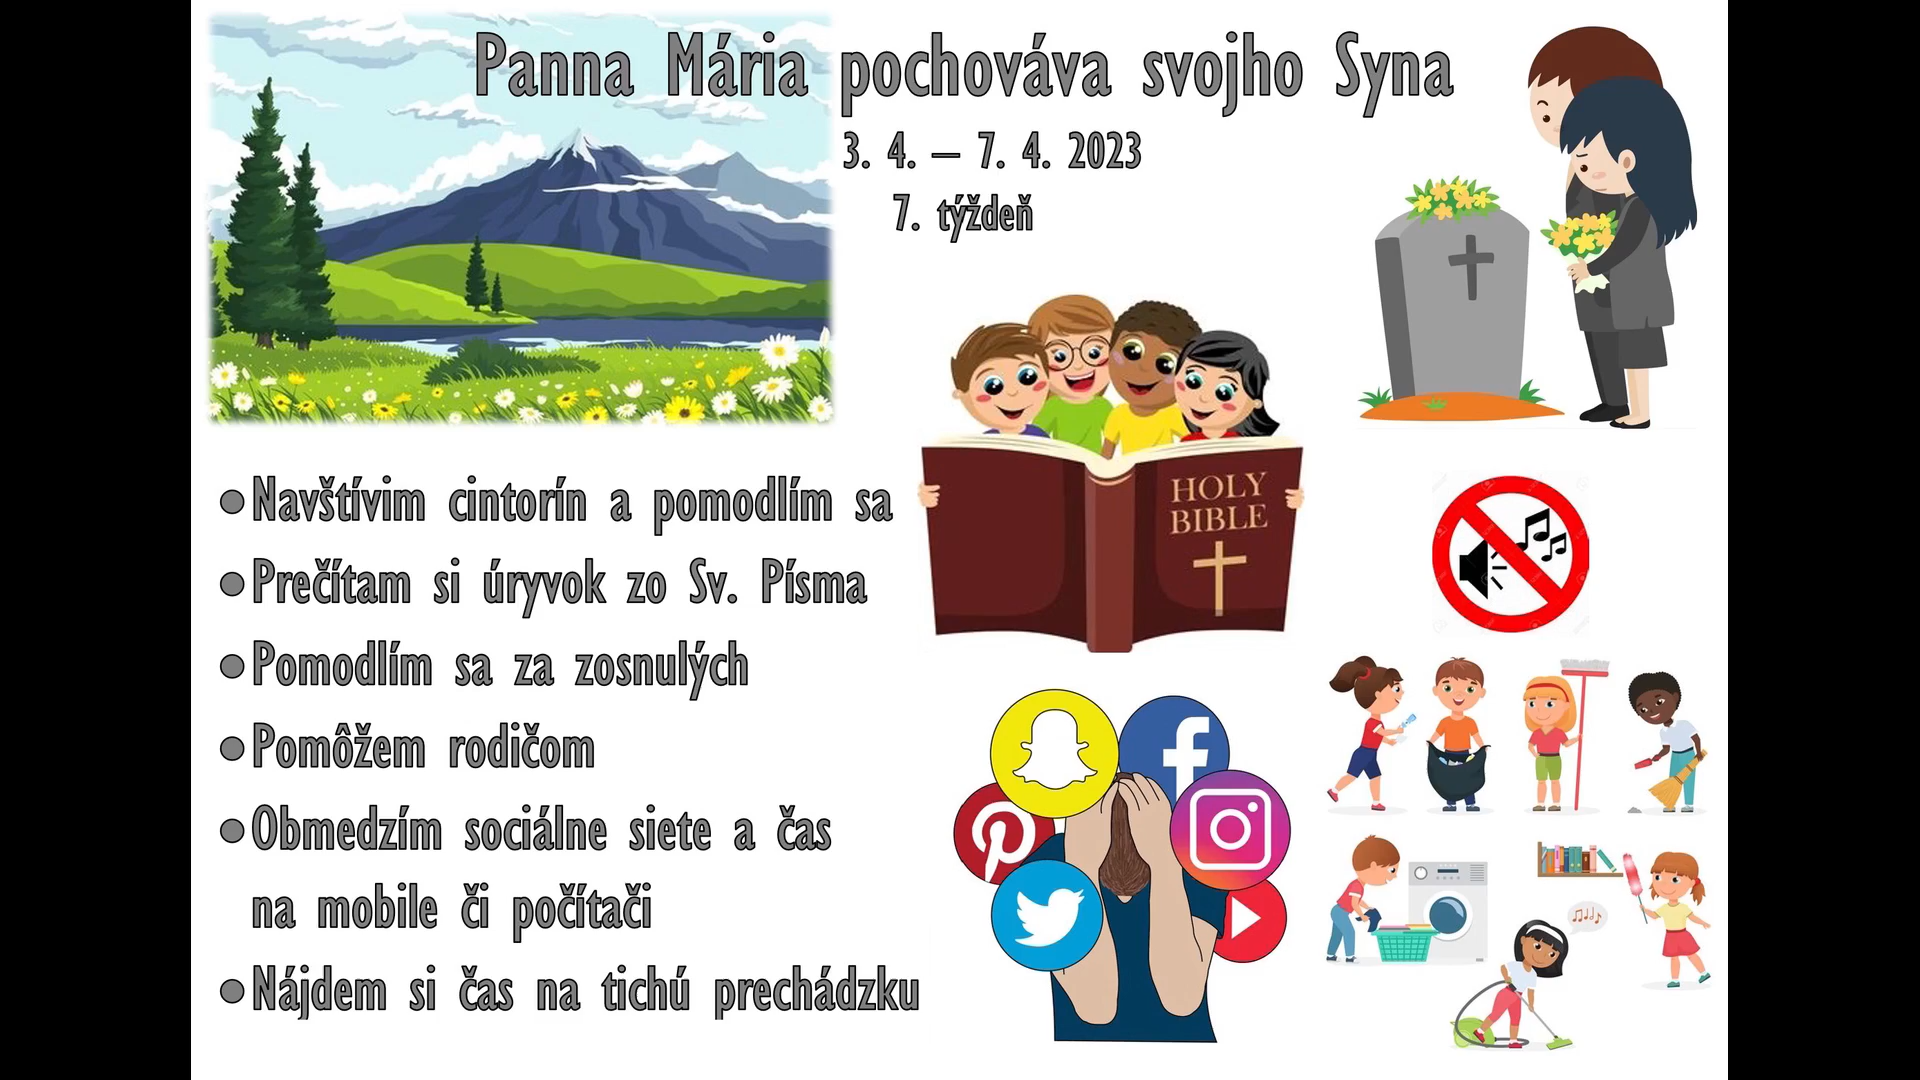 Panna Mária pochováva svojho Syna
3. 4. – 7. 4. 2023
7. týždeň
HOLY
BIBLE
•Navštívim cintorín a pomodlím sa
•Prečítam si úryvok zo Sv. Písma
•Pomodlím sa za zosnulých
•Pomôžem rodičom
•Obmedzím sociálne siete a čas
na mobile či počítači
•Nájdem si čas na tichú prechádzku